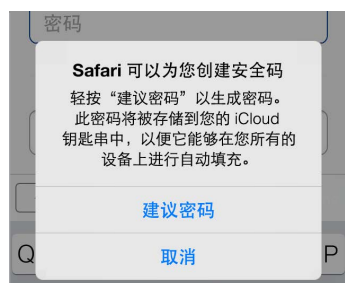 密码
Safari 可以为您创建安全码
轻按“建议密码”以生成密码。
此密码将被存储到您的 iCloud
钥匙串中，以便它能够在您所有的
设备上进行自动填充。
建议密码
Q
取消
P